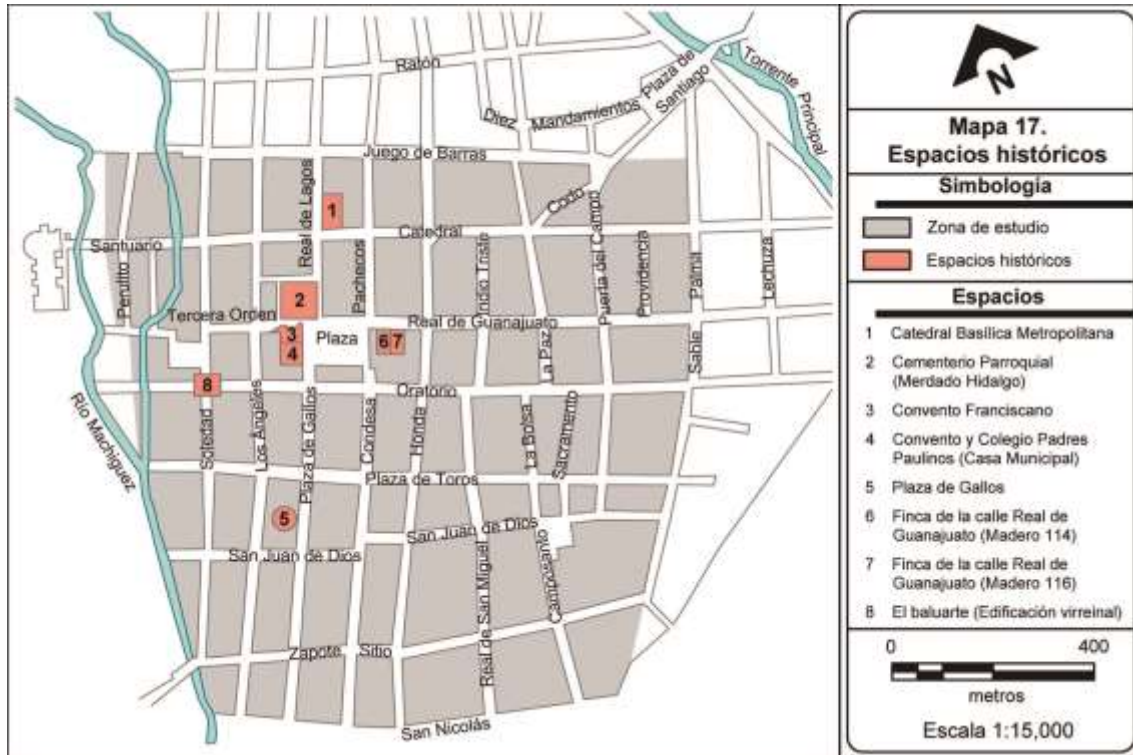 Ratón
Diez
Mandamientos
Plaza de
Santiago
Torrente
Principal
Juego de Barras
Real de Lagos
1
Codo
Catedral
Santuario
Perulito
Pachecos
Indio Triste
Puerta del Campo
Providencia
Palma
Lechuza
2
Tercera Orden
3
4
Plaza
6
7
Real de Guanajuato
La Paz
Sable
8
Oratorio
Río Machiguez
Soledad
Los Ángeles
Plaza de Gallos
Condesa
Honda
La Bolsa
Sacramento
Plaza de Toros
5
San Juan de Dios
San Juan de Dios
Real de San Miguel
Camposanto
Zapote
Sitio
San Nicolás
N
Mapa 17.
Espacios históricos
Simbología
Zona de estudio
Espacios históricos
Espacios
1 Catedral Basílica Metropolitana
2 Cementerio Parroquial
(Merdado Hidalgo)
3 Convento Franciscano
4 Convento y Colegio Padres
Paulinos (Casa Municipal)
5 Plaza de Gallos
6 Finca de la calle Real de
Guanajuato (Madero 114)
7 Finca de la calle Real de
Guanajuato (Madero 116)
8 El baluarte (Edificación virreinal)
0 400
metros
Escala 1:15,000